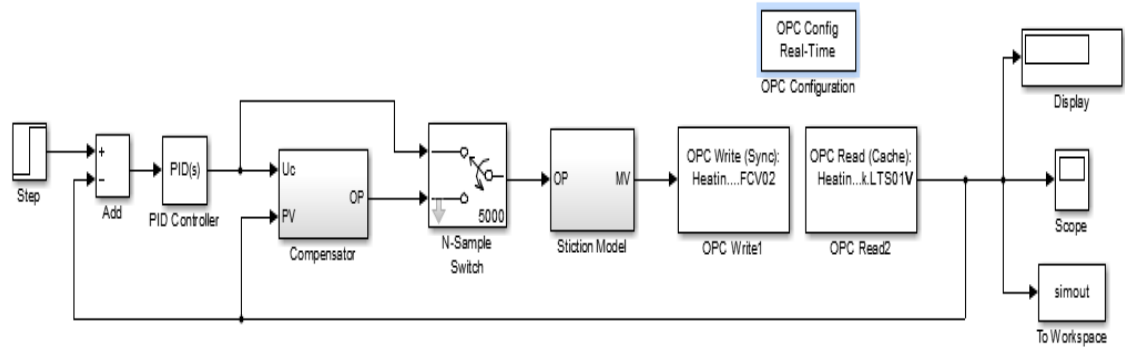 OPC Config
Real-Time
OPC Configuration
Display
Step
+
−
Add
PID(s)
PID Controller
Uc
PV
OP
Compensator
5000
N-Sample
Switch
OP
MV
Stiction Model
OPC Write (Sync):
Heatin....FCV02
OPC Write1
OPC Read (Cache):
Heatin...k.LTS01V
OPC Read2
Scope
simout
To Workspace